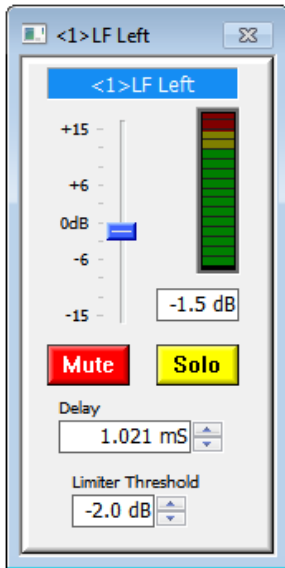 <1>LF Left
<1>LF Left
+15
+6
0dB
-6
-15
-1.5 dB
Mute Solo
Delay
1.021 mS
Limiter Threshold
-2.0 dB